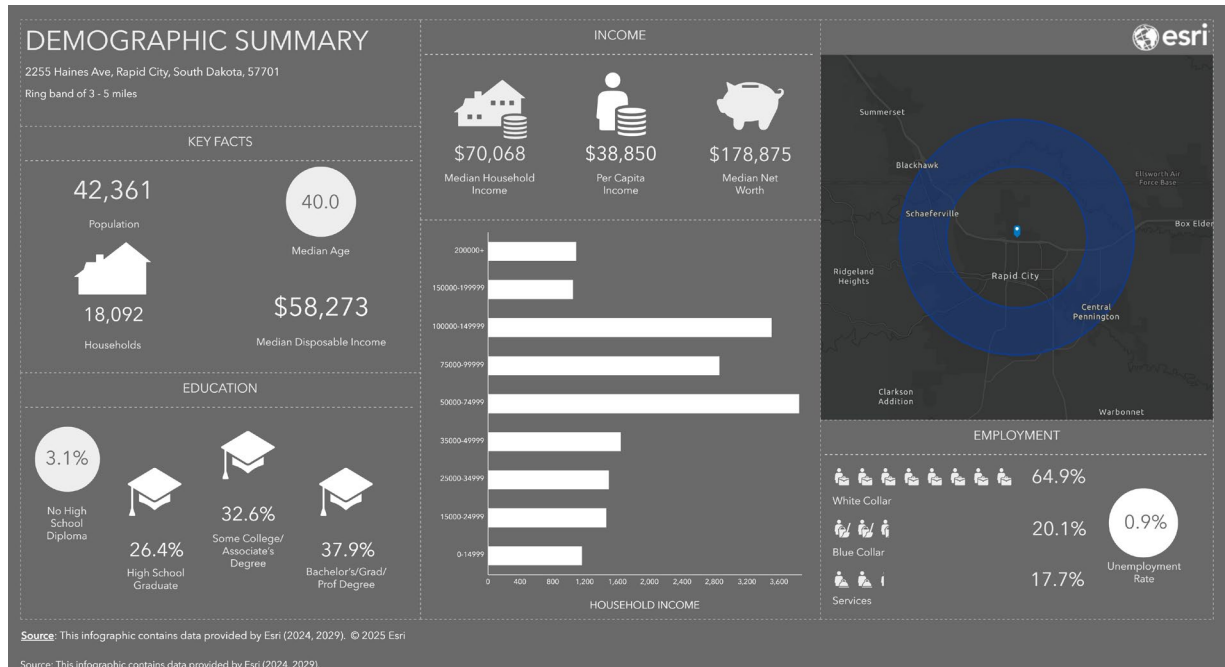 DEMOGRAPHIC SUMMARY
2255 Haines Ave, Rapid City, South Dakota, 57701
Ring band of 3 - 5 miles
KEY FACTS
42,361
Population
40.0
Median Age
18,092
Households
$58,273
Median Disposable Income
EDUCATION
3.1%
No High
School
Diploma
26.4%
High School
Graduate
32.6%
Some College/
Associate's
Degree
37.9%
Bachelor's/Grad/
Prof Degree
INCOME
$70,068
Median Household
Income
$38,850
Per Capita
Income
$178,875
Median Net
Worth
200000+
150000-199999
100000-149999
75000-99999
50000-74999
35000-49999
25000-34999
15000-24999
0-14999
0 400 800 1,200 1,600 2,000 2,400 2,800 3,200 3,600
HOUSEHOLD INCOME
esri
Summerset
Blackhawk
Ellsworth Air
Force Base
Schaeferville
Box Elder
Ridgeland
Heights
Rapid City
Central
Pennington
Clarkson
Addition
Warbonnet
EMPLOYMENT
64.9%
White Collar
20.1%
Blue Collar
17.7%
Services
0.9%
Unemployment
Rate
Source: This infographic contains data provided by Esri (2024, 2029). © 2025 Esri
Source: This infographic contains data provided by Esri (2024, 2029)